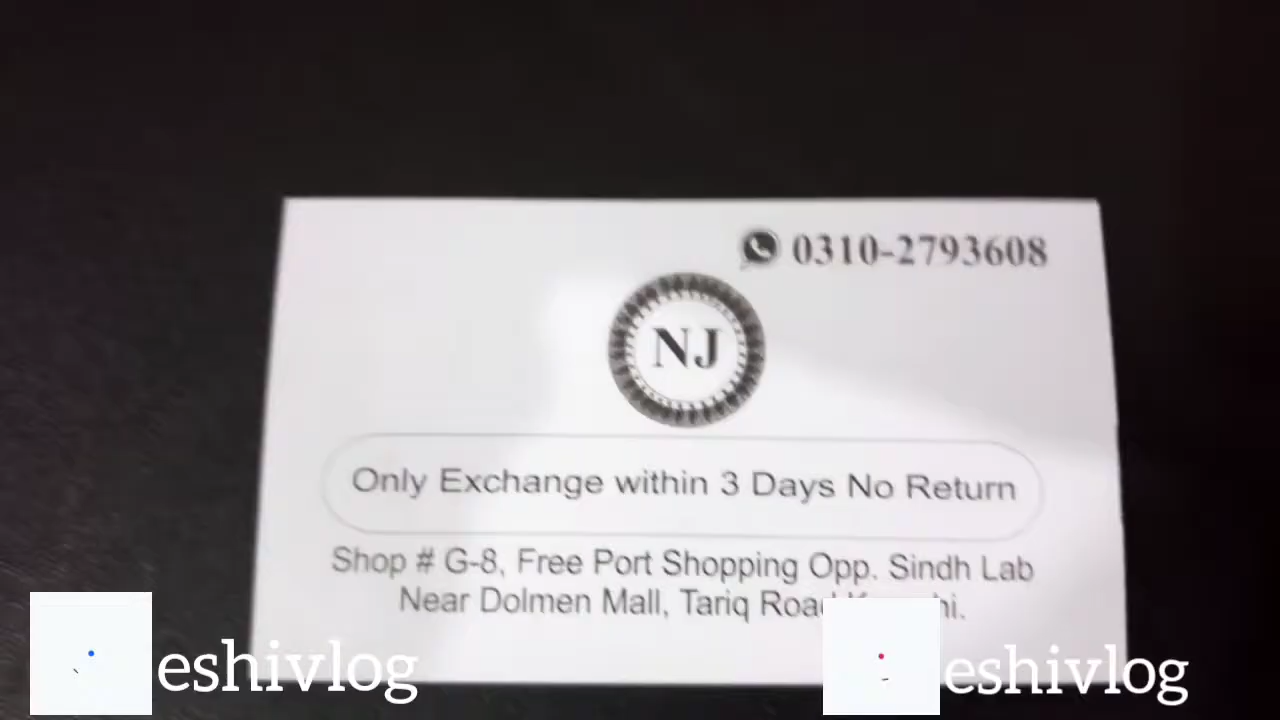 0310-2793608
NJ
Only Exchange within 3 Days No Return
Shop # G-8, Free Port Shopping Opp. Sindh Lab
Near Dolmen Mall, Tariq Road
eshivlog
eshivlog